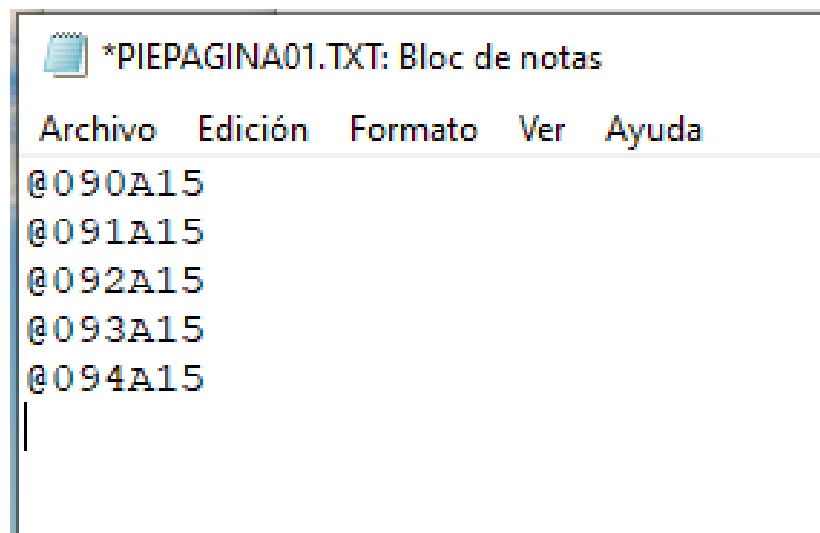 *PIEPAGINA01.TXT: Bloc de notas
Archivo Edición Formato Ver Ayuda
@090A15
@091A15
@092A15
@093A15
@094A15